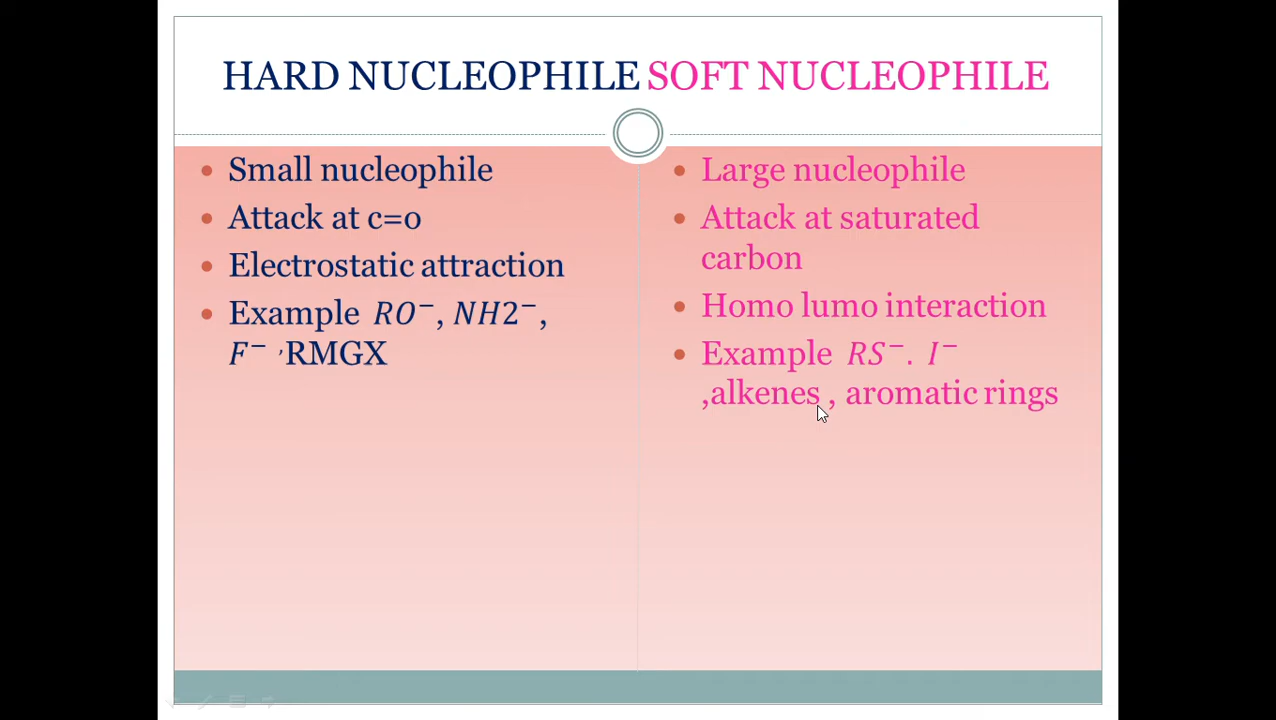 HARD NUCLEOPHILE SOFT NUCLEOPHILE
• Small nucleophile
• Attack at c=o
• Electrostatic attraction
• Example 𝑅𝑂⁻, 𝑁𝐻2⁻,
𝐹⁻ ,RMGX
• Large nucleophile
• Attack at saturated
carbon
• Homo lumo interaction
• Example 𝑅𝑆⁻. 𝐼⁻
,alkenes , aromatic rings